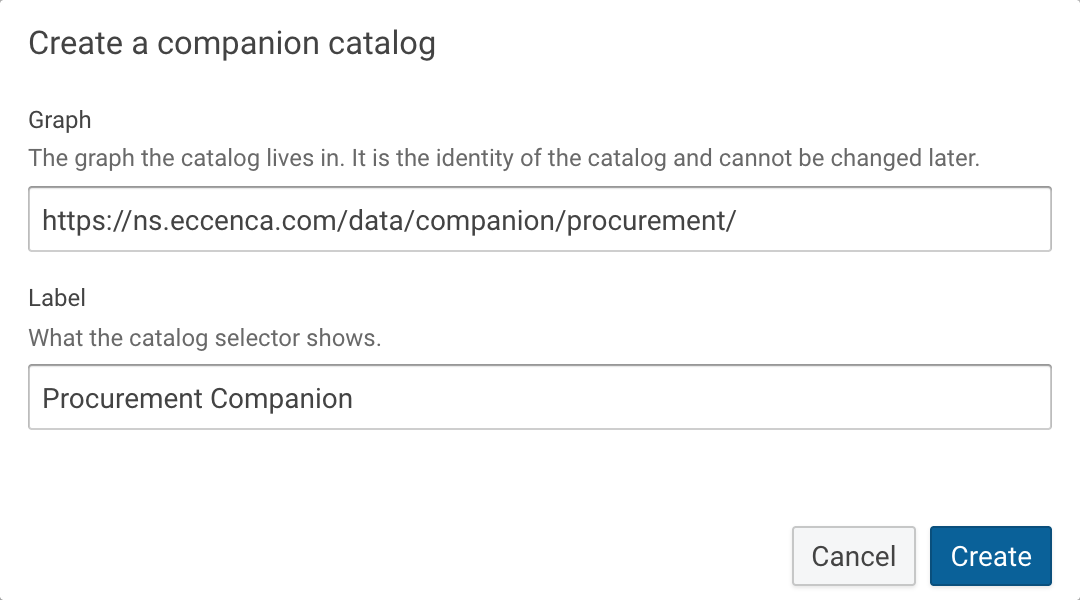 Create a companion catalog
Graph
The graph the catalog lives in. It is the identity of the catalog and cannot be changed later.
https://ns.eccenca.com/data/companion/procurement/
Label
What the catalog selector shows.
Procurement Companion
Cancel
Create